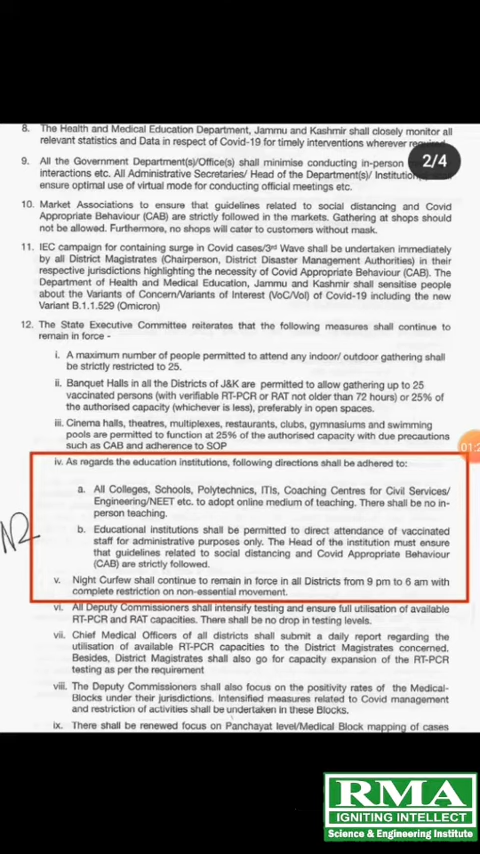 8. The Health and Medical Education Department, Jammu and Kashmir shall closely monitor all
relevant statistics and Data in respect of Covid-19 for timely interventions wherever required.
9. All the Government Department(s)/Office(s) shall minimise conducting in-person
2/4
interactions etc. All Administrative Secretaries/ Head of the Department(s)/ Institution(s)
ensure optimal use of virtual mode for conducting official meetings etc.
10. Market Associations to ensure that guidelines related to social distancing and Covid
Appropriate Behaviour (CAB) are strictly followed in the markets. Gathering at shops should
not be allowed. Furthermore, no shops will cater to customers without mask.
11. IEC campaign for containing surge in Covid cases/3rd Wave shall be undertaken immediately
by all District Magistrates (Chairperson, District Disaster Management Authorities) in
their respective jurisdictions highlighting the necessity of Covid Appropriate Behaviour (CAB). The
Department of Health and Medical Education, Jammu and Kashmir shall sensitise people
about the Variants of Concern/Variants of Interest (VoC/VoI) of Covid-19 including the new
Variant B.1.1.529 (Omicron)
12. The State Executive Committee reiterates that the following measures shall continue to
remain in force -
i. A maximum number of people permitted to attend any indoor/ outdoor gathering shall
be strictly restricted to 25.
ii. Banquet Halls in all the Districts of J&K are permitted to allow gathering up to 25
vaccinated persons (with verifiable RT-PCR or RAT not older than 72 hours) or 25% of
the authorised capacity (whichever is less), preferably in open spaces.
iii. Cinema halls, theatres, multiplexes, restaurants, clubs, gymnasiums and swimming
pools are permitted to function at 25% of the authorised capacity with due precautions
such as CAB and adherence to SOP
iv. As regards the education institutions, following directions shall be adhered to:
a. All Colleges, Schools, Polytechnics, ITIs, Coaching Centres for Civil Services/
Engineering/NEET etc. to adopt online medium of teaching. There shall be no in-
person teaching.
b. Educational institutions shall be permitted to direct attendance of vaccinated
staff for administrative purposes only. The Head of the institution must ensure
that guidelines related to social distancing and Covid Appropriate Behaviour
(CAB) are strictly followed.
v. Night Curfew shall continue to remain in force in all Districts from 9 pm to 6 am with
complete restriction on non-essential movement.
vi. All Deputy Commissioners shall intensify testing and ensure full utilisation of available
RT-PCR and RAT capacities. There shall be no drop in testing levels.
vii. Chief Medical Officers of all districts shall submit a daily report regarding the
utilisation of available RT-PCR capacities to the District Magistrates concerned.
Besides, District Magistrates shall also go for capacity expansion of the RT-PCR
testing as per the requirement
viii. The Deputy Commissioners shall also focus on the positivity rates of the Medical-
Blocks under their jurisdictions. Intensified measures related to Covid management
and restriction of activities shall be undertaken in these Blocks.
ix. There shall be renewed focus on Panchayat level/Medical Block mapping of cases
RMA
IGNITING INTELLECT
Science & Engineering Institute